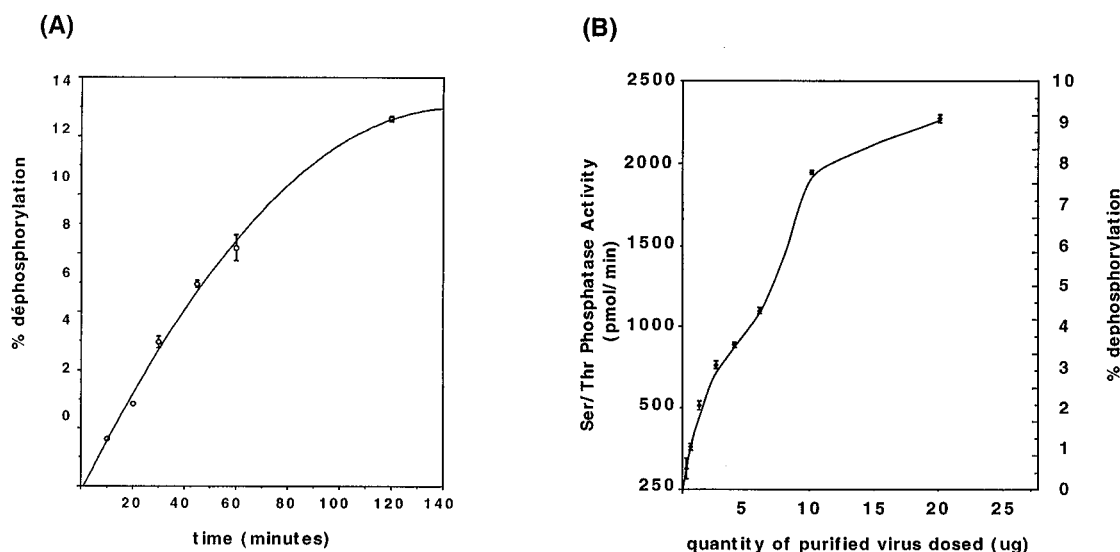 (A)
14
12
10
8
6
4
2
0
% déphosphorylation
20 40 60 80 100 120 140
time (minutes)
(B)
2500
2000
1500
1000
500
250
Ser/Thr Phosphatase Activity
(pmol/min)
10
9
8
7
6
5
4
3
2
1
0
% dephosphorylation
5 10 15 20 25
quantity of purified virus dosed (ug)